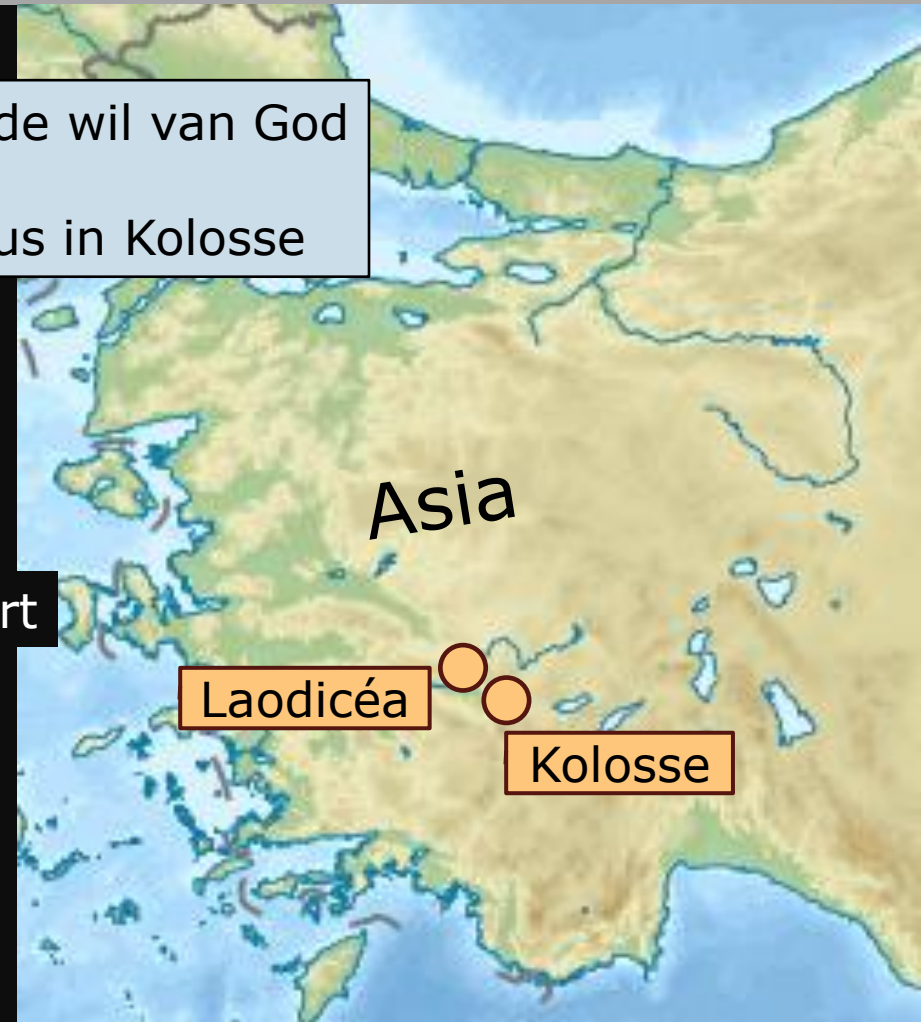 de wil van God
us in Kolosse
Asia
rt
Laodicéa
Kolosse